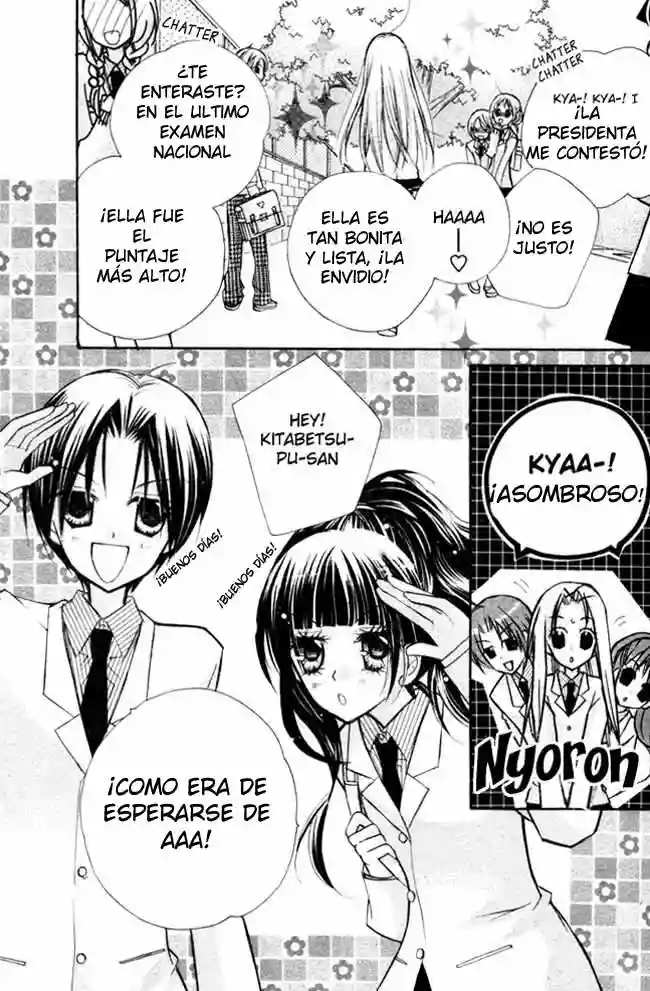 CHATTER
¿TE
ENTERASTE?
EN EL ULTIMO
EXAMEN
NACIONAL
¡ELLA FUE
EL
PUNTAJE
MÁS ALTO!
ELLA ES
TAN BONITA
Y LISTA, ¡LA
ENVIDIO!
HAAAA
—
♡
¡NO ES
JUSTO!
CHATTER
CHATTER
KYA-! KYA-! I
¡LA
PRESIDENTA
ME CONTESTÓ!
HEY!
KITABETSU-
PU-SAN
¡BUENOS DÍAS!
¡BUENOS DÍAS!
KYAA-!
¡ASOMBROSO!
Nyoron
¡COMO ERA DE
ESPERARSE DE
AAA!